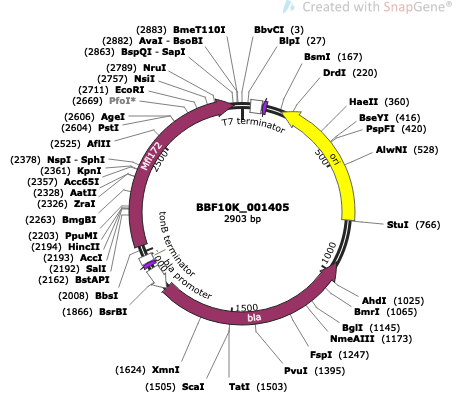 Created with SnapGene®
(2883) BmeT110I
(2882) AvaI - BsoBI
(2863) BspQI - SapI
(2789) NruI
(2757) NsiI
(2711) EcoRI
(2669) PfoI*
(2606) AgeI
(2604) PstI
(2525) AflII
(2378) NspI - SphI
(2361) KpnI
(2357) Acc65I
(2328) AatII
(2326) ZraI
(2263) BmgBI
(2203) PpuMI
(2194) HincII
(2193) AccI
(2192) SalI
(2162) BstAPI
(2008) BbsI
(1866) BsrBI
(1624) XmnI
(1505) ScaI
BbvCI (3)
BlpI (27)
BsmI (167)
DrdI (220)
HaeII (360)
BseYI (416)
PspFI (420)
AlwNI (528)
StuI (766)
AhdI (1025)
BmrI (1065)
BglI (1145)
NmeAIII (1173)
FspI (1247)
PvuI (1395)
TatI (1503)
T7 terminator
ori
500
1000
1500
2500
Mfl172
tonB terminator
bla promoter
bla
BBF10K_001405
2903 bp